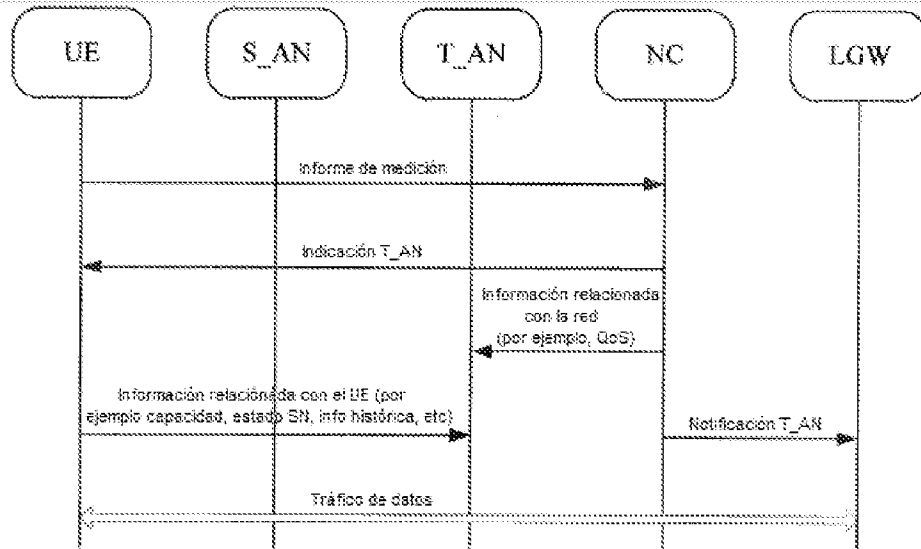 UE
S_AN
T_AN
NC
LGW
Informe de medición
Indicación T_AN
Información relacionada
con la red
(por ejemplo, QoS)
Información relacionada con el UE (por
ejemplo capacidad, estado SN, info histórica, etc)
Notificación T_AN
Tráfico de datos